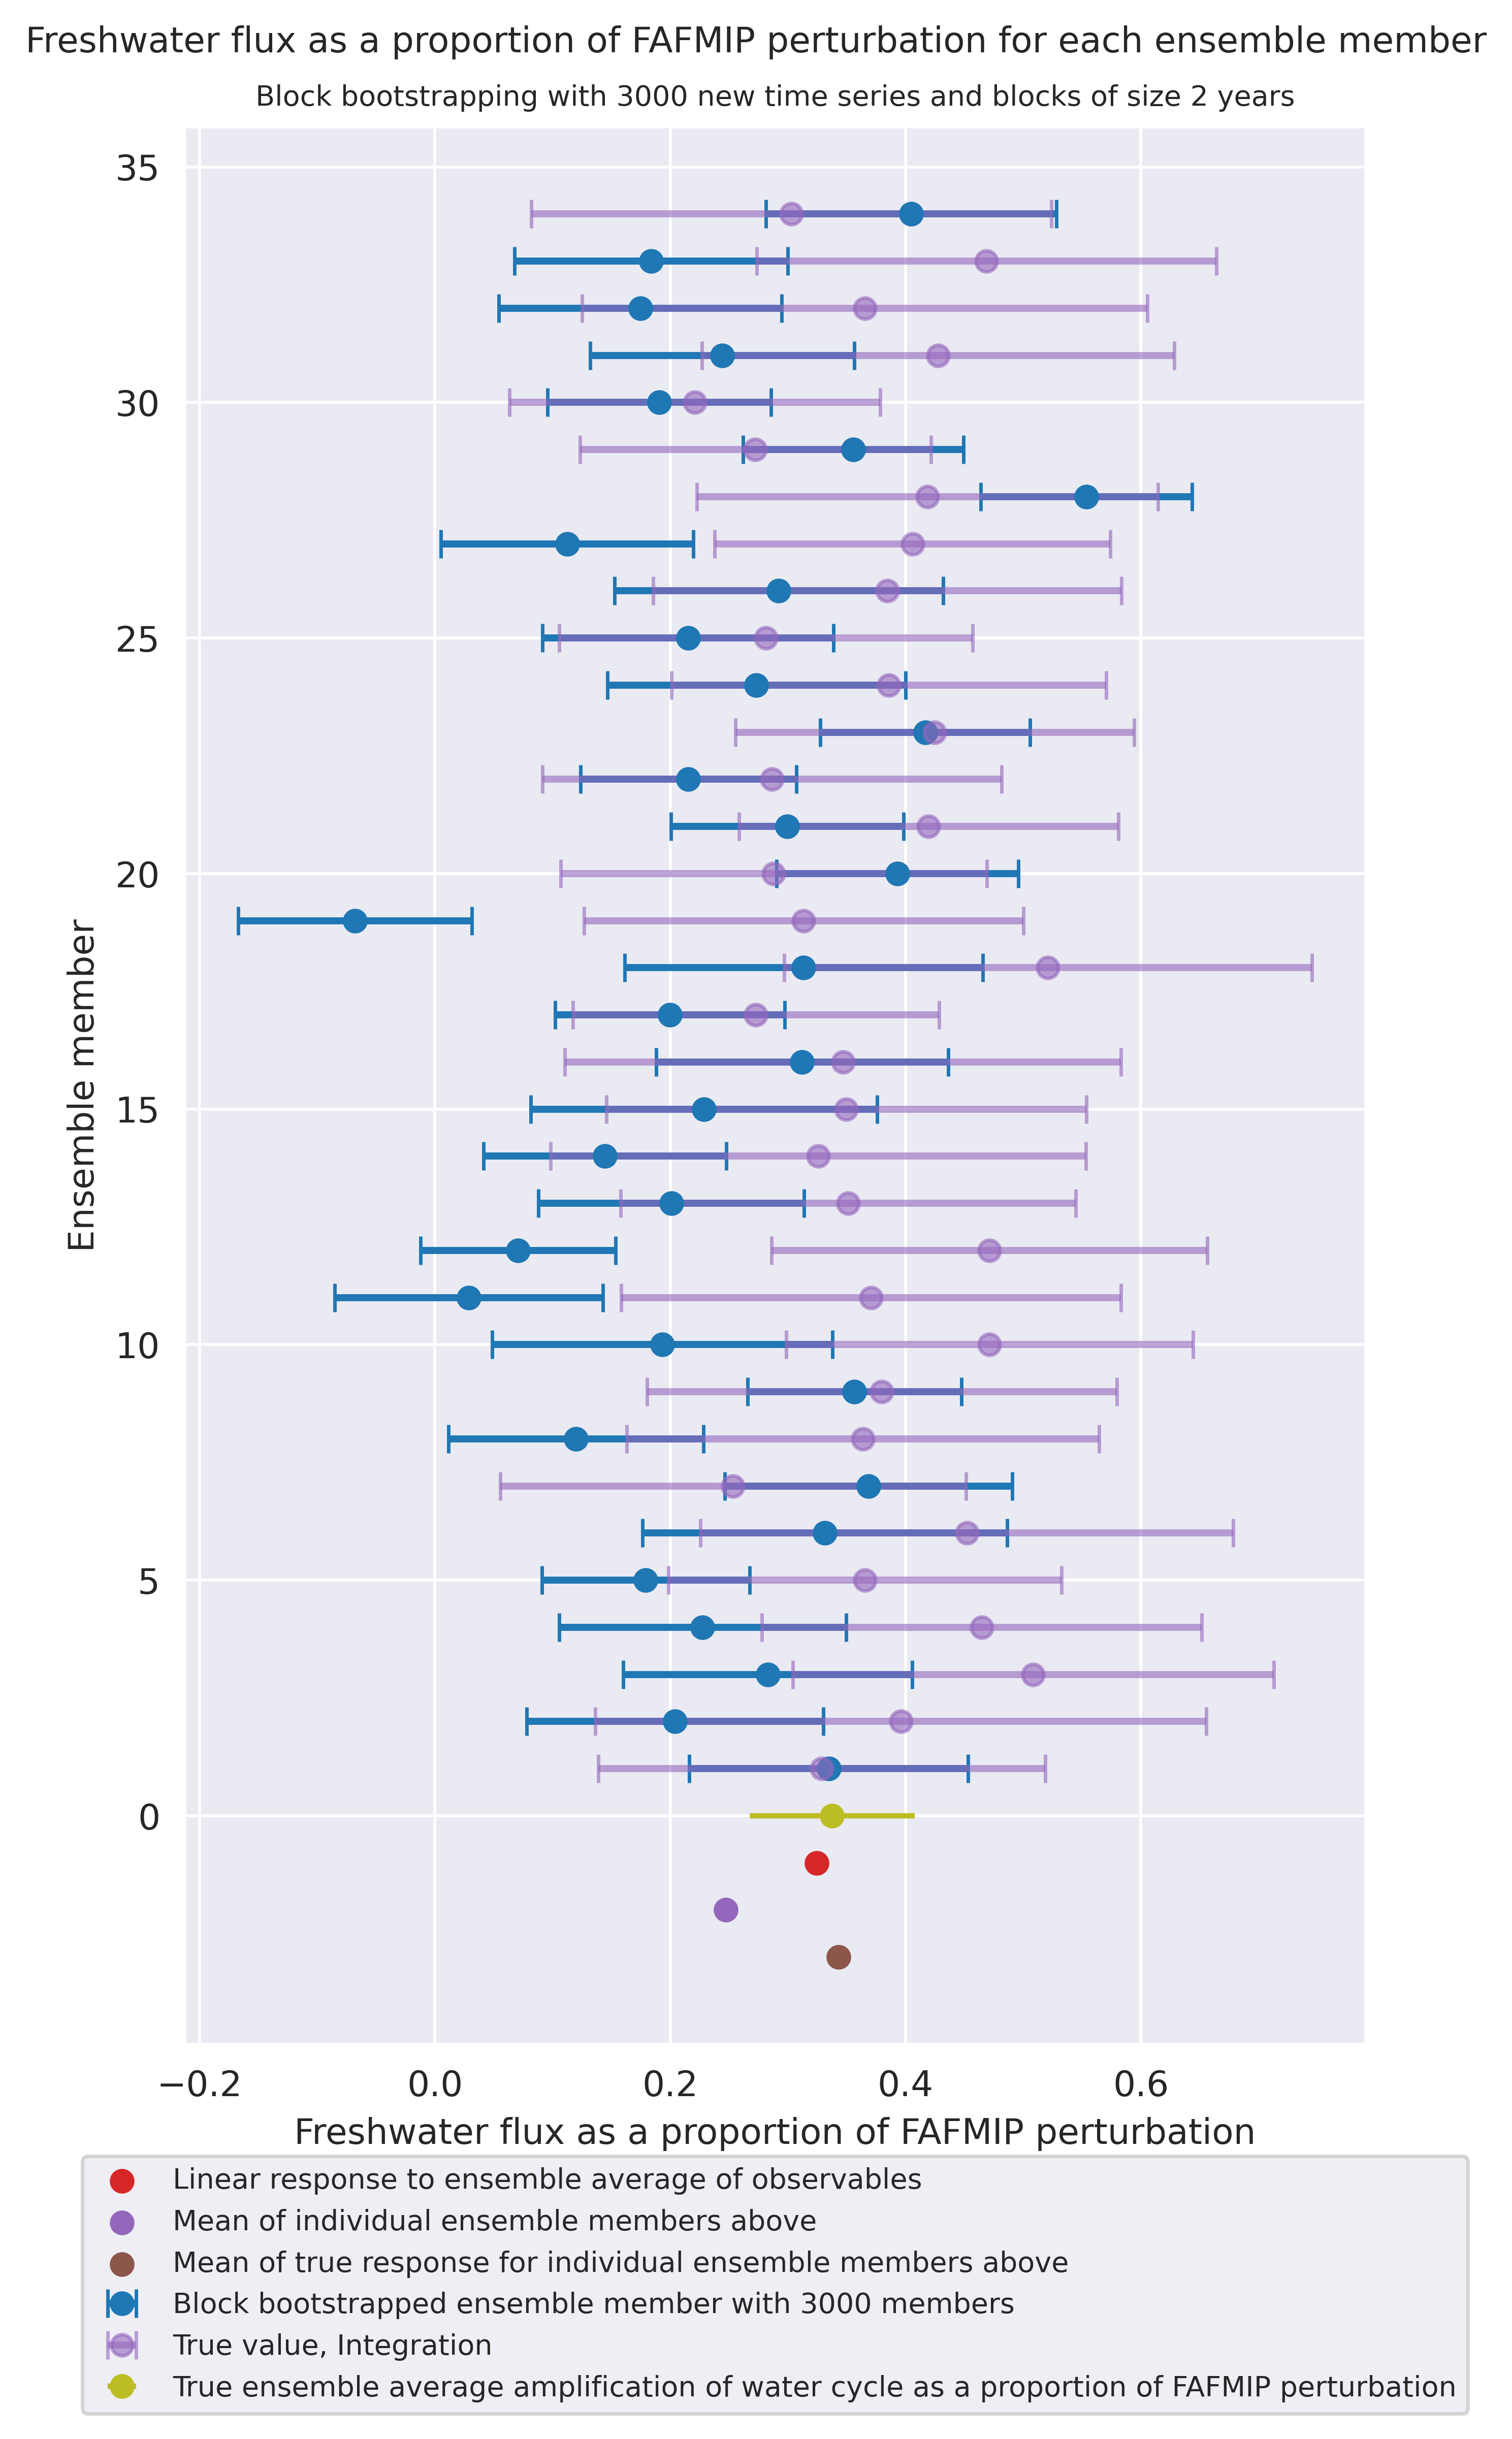 Freshwater flux as a proportion of FAFMIP perturbation for each ensemble member
Block bootstrapping with 3000 new time series and blocks of size 2 years
35
30
25
20
15
10
5
0
Ensemble member
−0.2 0.0 0.2 0.4 0.6
Freshwater flux as a proportion of FAFMIP perturbation
Linear response to ensemble average of observables
Mean of individual ensemble members above
Mean of true response for individual ensemble members above
Block bootstrapped ensemble member with 3000 members
True value, Integration
True ensemble average amplification of water cycle as a proportion of FAFMIP perturbation